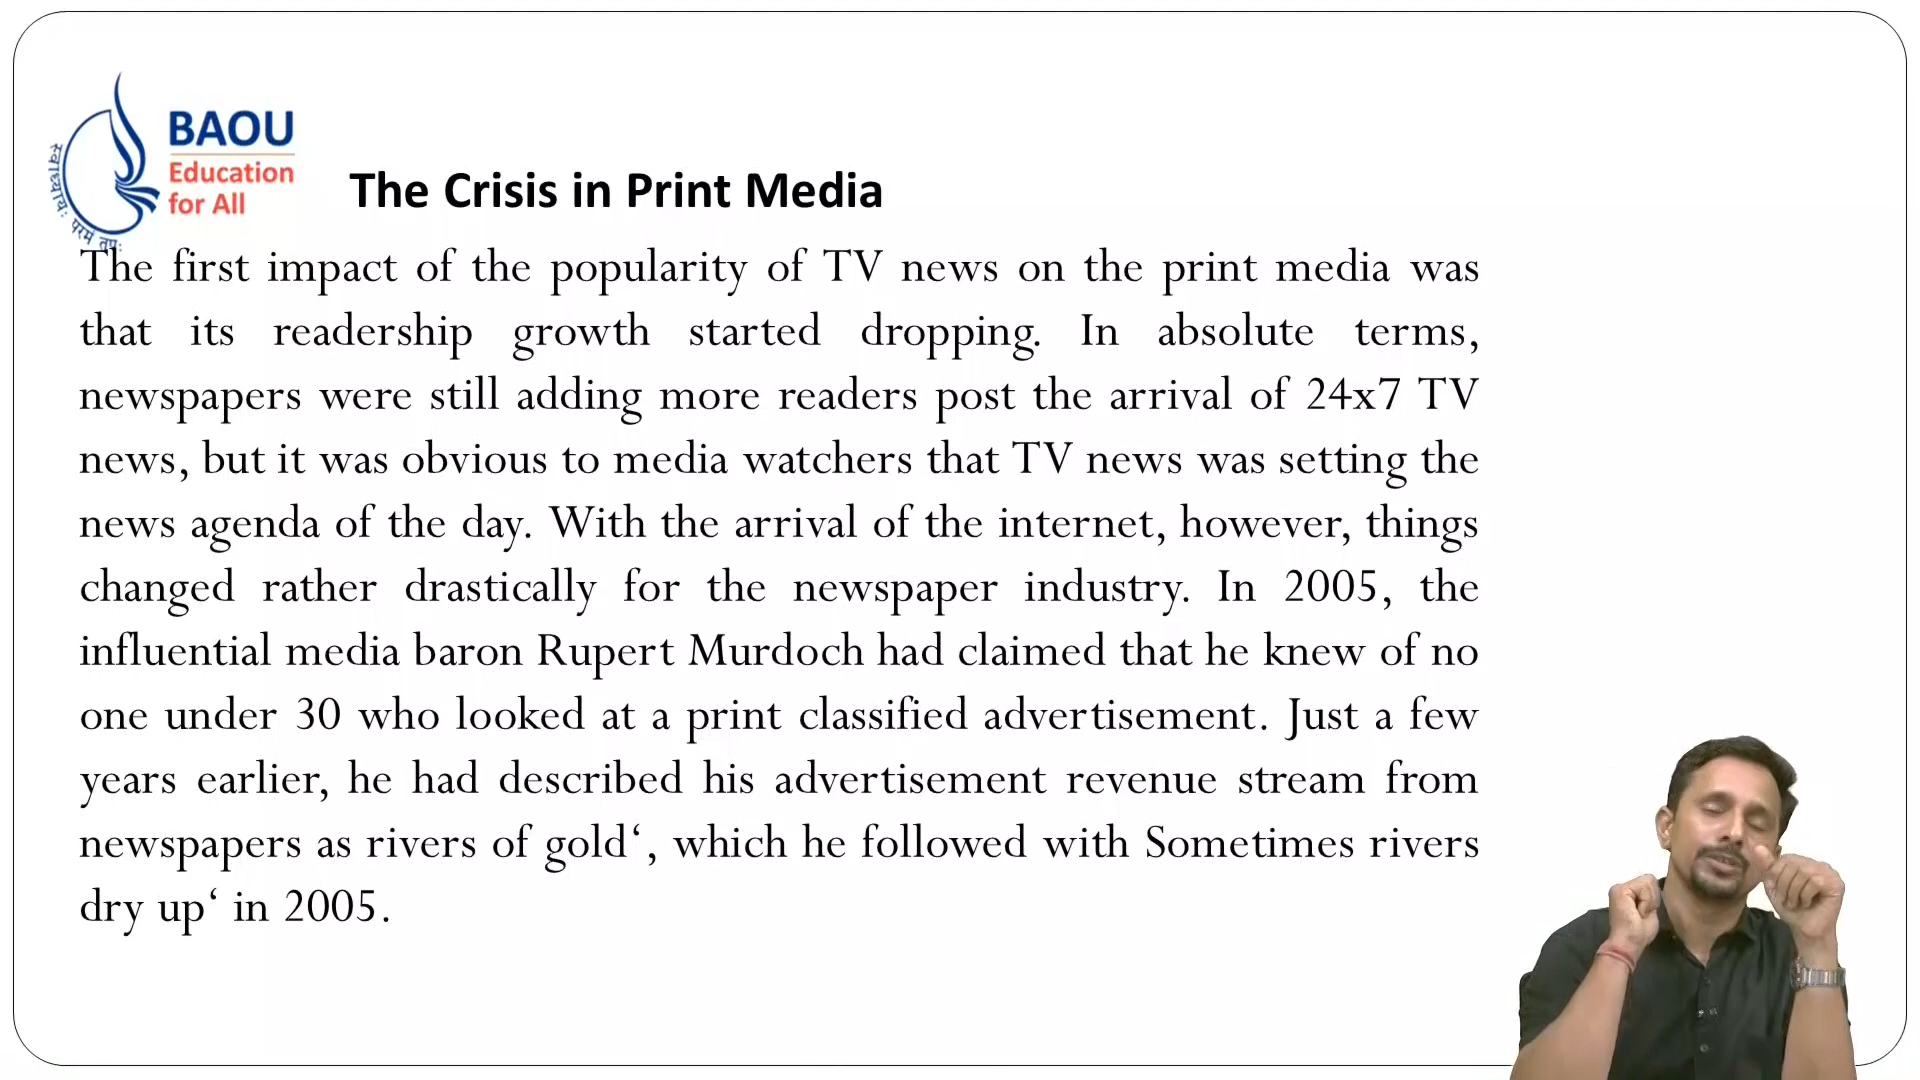 BAOU
Education
for All
स्वाध्यायः परमं तपः
The Crisis in Print Media
The first impact of the popularity of TV news on the print media was
that its readership growth started dropping. In absolute terms,
newspapers were still adding more readers post the arrival of 24x7 TV
news, but it was obvious to media watchers that TV news was setting the
news agenda of the day. With the arrival of the internet, however, things
changed rather drastically for the newspaper industry. In 2005, the
influential media baron Rupert Murdoch had claimed that he knew of no
one under 30 who looked at a print classified advertisement. Just a few
years earlier, he had described his advertisement revenue stream from
newspapers as rivers of gold‘, which he followed with Sometimes rivers
dry up‘ in 2005.